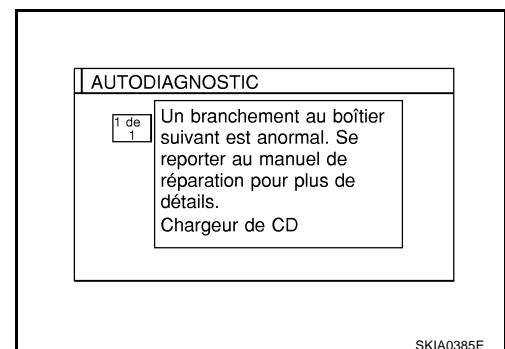 AUTODIAGNOSTIC
1 de
1
Un branchement au boîtier
suivant est anormal. Se
reporter au manuel de
réparation pour plus de
détails.
Chargeur de CD
SKIA0385E